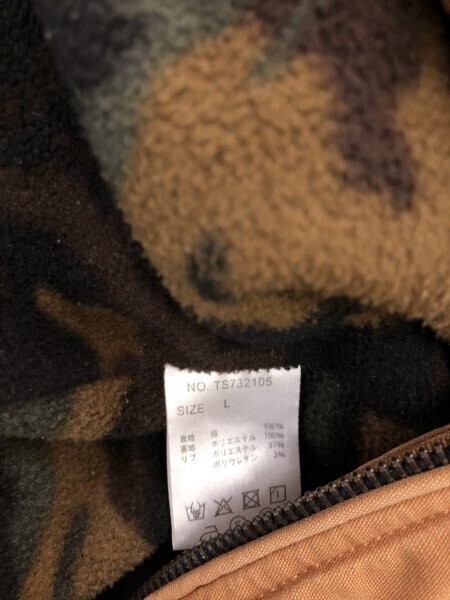 NO. TS732105
SIZE L
表地 綿 100%
裏地 ポリエステル 100%
リブ ポリエステル 97%
ポリウレタン 3%